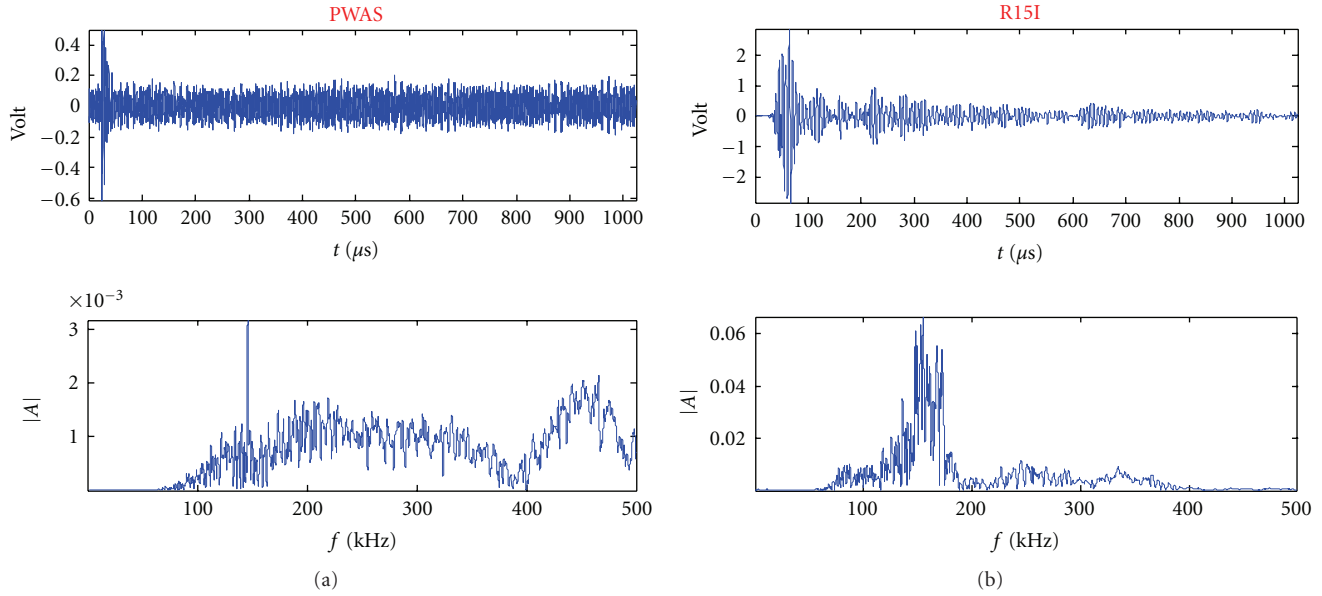 PWAS
0.4
0.2
0
−0.2
−0.4
−0.6
Volt
0 100 200 300 400 500 600 700 800 900 1000
t (μs)
R15I
2
1
0
−1
−2
Volt
0 100 200 300 400 500 600 700 800 900 1000
t (μs)
×10−3
3
2
1
|A|
100 200 300 400 500
f (kHz)
(a)
0.06
0.04
0.02
|A|
100 200 300 400 500
f (kHz)
(b)